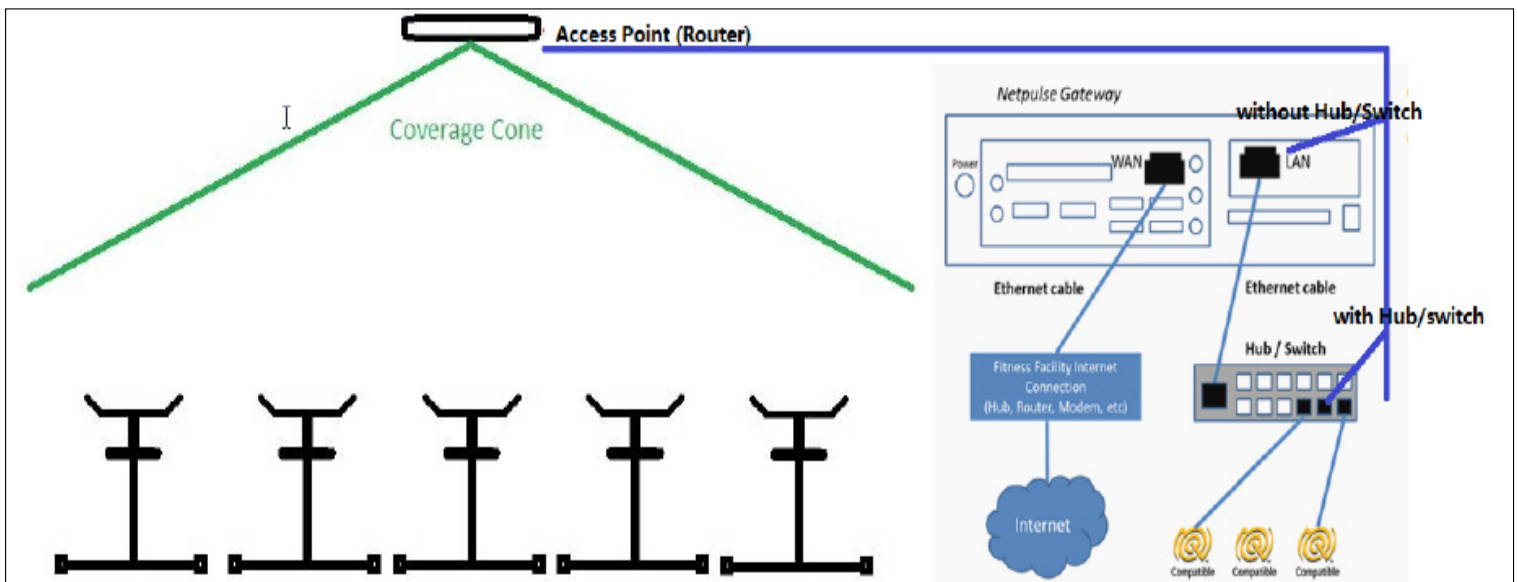 Access Point (Router)
Coverage Cone
Netpulse Gateway
without Hub/Switch
Power
WAN
LAN
Ethernet cable
Ethernet cable
with Hub/switch
Hub / Switch
Fitness Facility Internet
Connection
(Hub, Router, Modem, etc)
Internet
Compatible
Compatible
Compatible